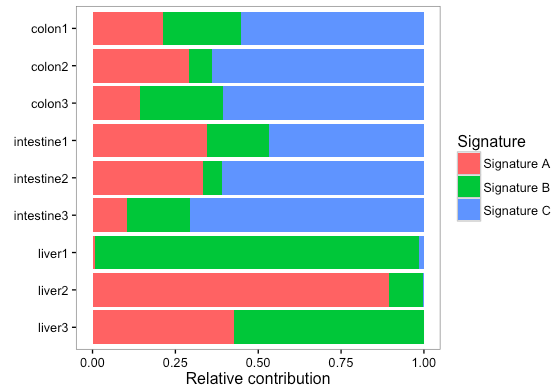 colon1
colon2
colon3
intestine1
intestine2
intestine3
liver1
liver2
liver3
0.00 0.25 0.50 0.75 1.00
Relative contribution
Signature
Signature A
Signature B
Signature C